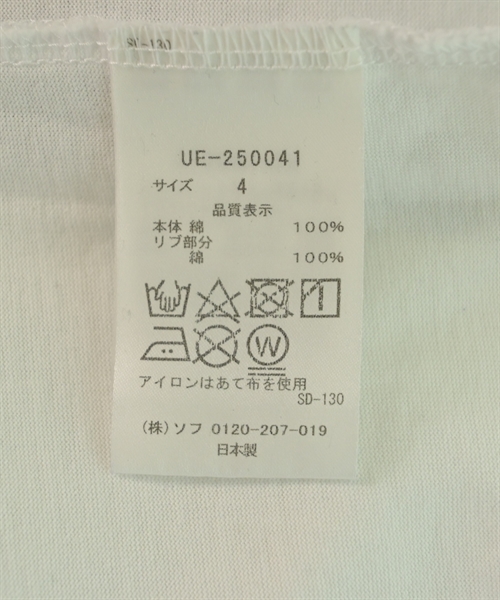 SD-130
UE-250041
サイズ 4
品質表示
本体 綿 100%
リブ部分
綿 100%
W
アイロンはあて布を使用
SD-130
(株)ソフ 0120-207-019
日本製